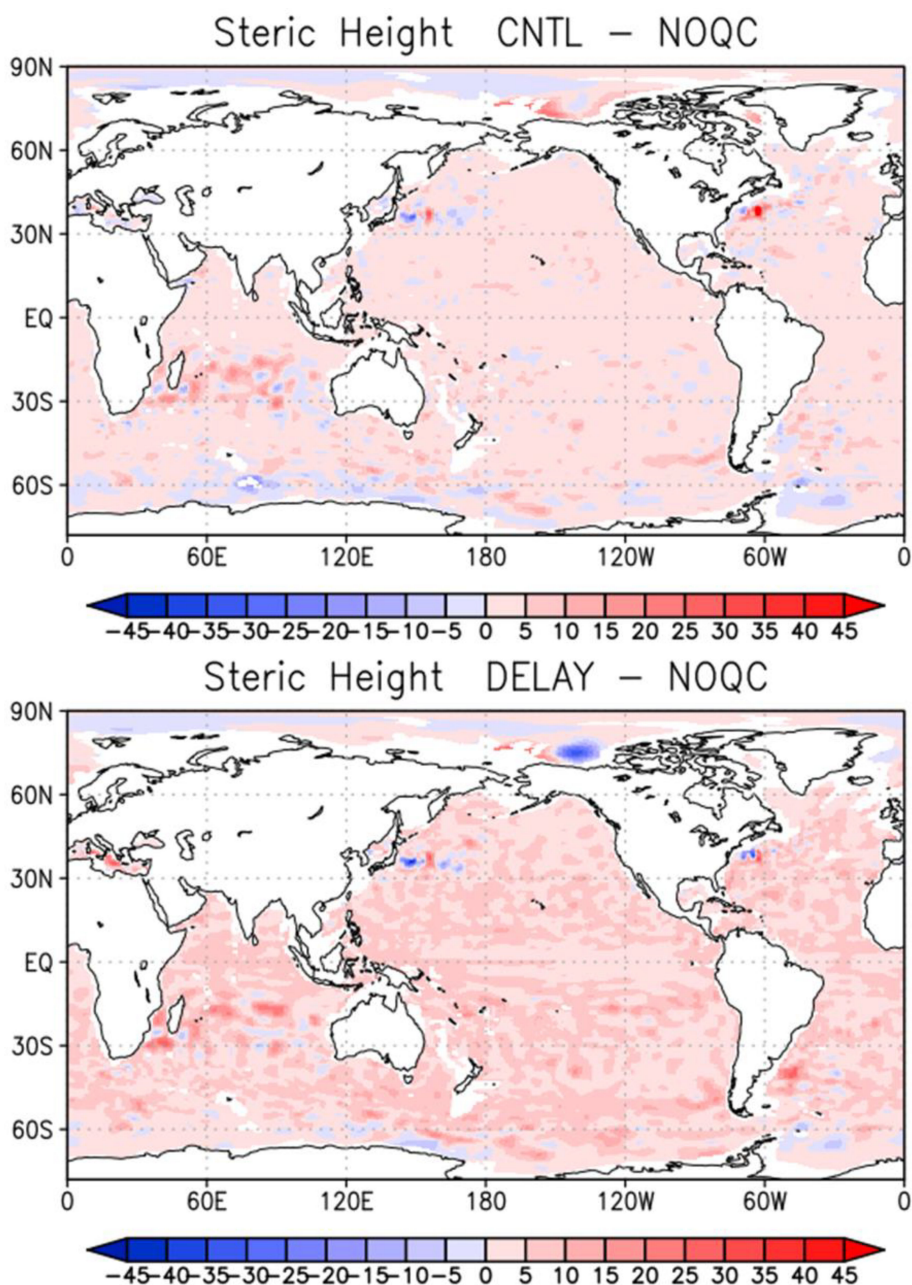 Steric Height CNTL – NOQC
90N
60N
30N
EQ
30S
60S
0 60E 120E 180 120W 60W 0
–45–40–35–30–25–20–15–10–5 0 5 10 15 20 25 30 35 40 45
Steric Height DELAY – NOQC
90N
60N
30N
EQ
30S
60S
0 60E 120E 180 120W 60W 0
–45–40–35–30–25–20–15–10–5 0 5 10 15 20 25 30 35 40 45